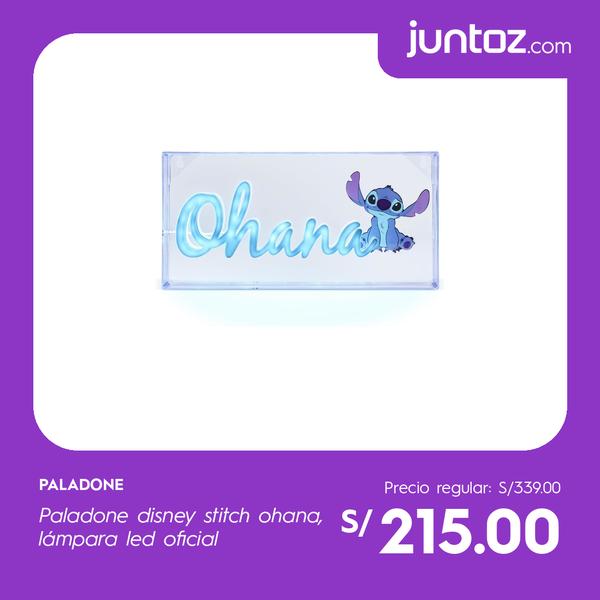 juntoz.com
Ohana
PALADONE
Paladone disney stitch ohana,
lámpara led oficial
Precio regular: S/339.00
S/215.00